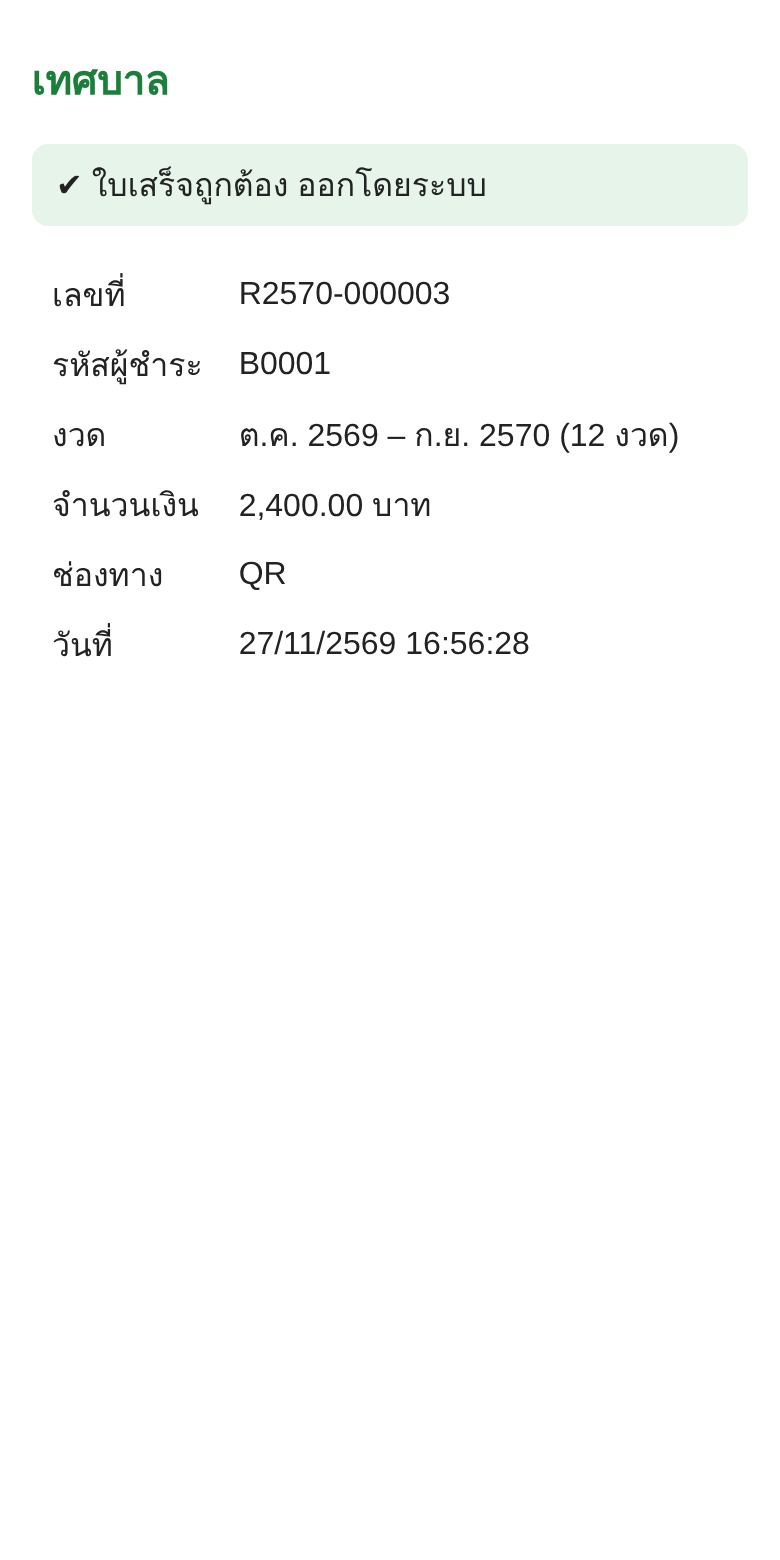 เทศบาล
✔ ใบเสร็จถูกต้อง ออกโดยระบบ
เลขที่ R2570-000003
รหัสผู้ชำระ B0001
งวด ต.ค. 2569 – ก.ย. 2570 (12 งวด)
จำนวนเงิน 2,400.00 บาท
ช่องทาง QR
วันที่ 27/11/2569 16:56:28